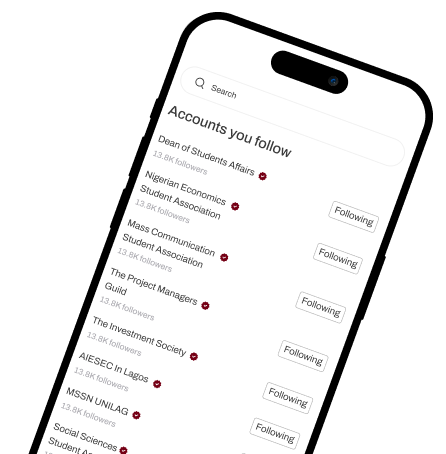 Search
Accounts you follow
Dean of Students Affairs
13.8K followers
Following
Nigerian Economics
Student Association
13.8K followers
Following
Mass Communication
Student Association
13.8K followers
Following
The Project Managers
Guild
13.8K followers
Following
The Investment Society
13.8K followers
Following
AIESEC in Lagos
13.8K followers
Following
MSSN UNILAG
13.8K followers
Social Sciences
Student